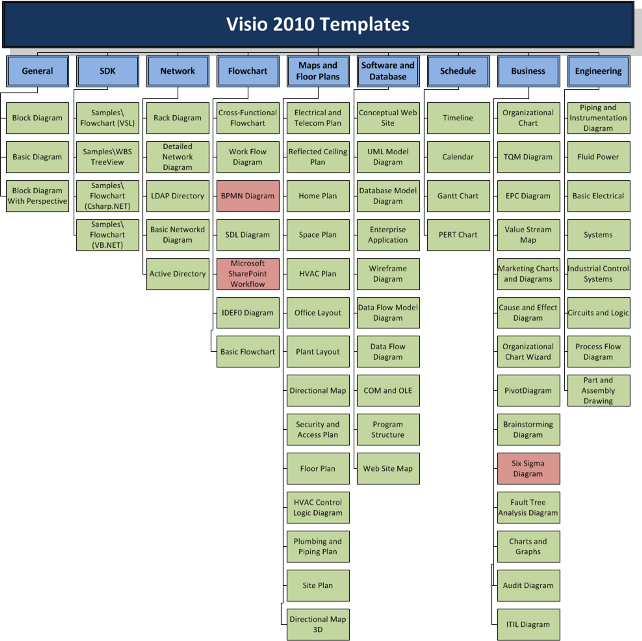 Visio 2010 Templates
General
SDK
Network
Flowchart
Maps and
Floor Plans
Software and
Database
Schedule
Business
Engineering
Block Diagram
Basic Diagram
Block Diagram
With Perspective
Samples\
Flowchart (VSL)
Samples\WBS
TreeView
Samples\
Flowchart
(Csharp.NET)
Samples\
Flowchart
(VB.NET)
Rack Diagram
Detailed
Network
Diagram
LDAP Directory
Basic Networkd
Diagram
Active Directory
Cross-Functional
Flowchart
Work Flow
Diagram
BPMN Diagram
SDL Diagram
Microsoft
SharePoint
Workflow
IDEF0 Diagram
Basic Flowchart
Electrical and
Telecom Plan
Reflected Ceiling
Plan
Home Plan
Space Plan
HVAC Plan
Office Layout
Plant Layout
Directional Map
Security and
Access Plan
Floor Plan
HVAC Control
Logic Diagram
Plumbing and
Piping Plan
Site Plan
Directional Map
3D
Conceptual Web
Site
UML Model
Diagram
Database Model
Diagram
Enterprise
Application
Wireframe
Diagram
Data Flow Model
Diagram
Data Flow
Diagram
COM and OLE
Program
Structure
Web Site Map
Timeline
Calendar
Gantt Chart
PERT Chart
Organizational
Chart
TQM Diagram
EPC Diagram
Value Stream
Map
Marketing Charts
and Diagrams
Cause and Effect
Diagram
Organizational
Chart Wizard
PivotDiagram
Brainstorming
Diagram
Six Sigma
Diagram
Fault Tree
Analysis Diagram
Charts and
Graphs
Audit Diagram
ITIL Diagram
Piping and
Instrumentation
Diagram
Fluid Power
Basic Electrical
Systems
Industrial Control
Systems
Circuits and Logic
Process Flow
Diagram
Part and
Assembly
Drawing